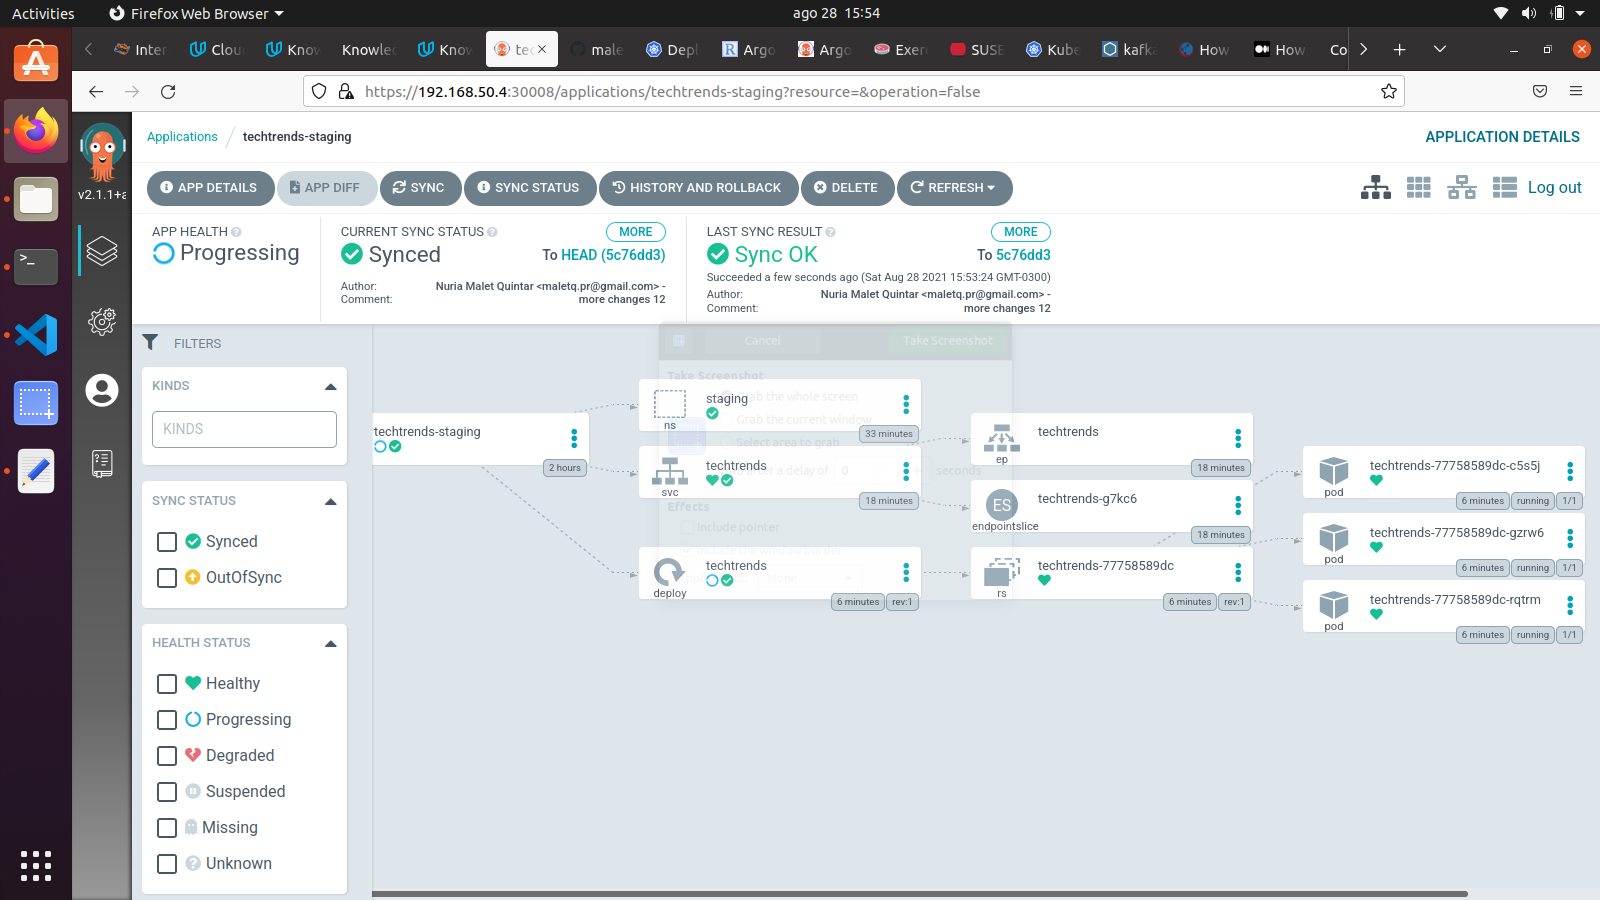 Activities
Firefox Web Browser
ago 28 15:54
Inter
Clou
Know
Knowled
Know
tec
male
Depl
Argo
Argo
Exer
SUSE
Kube
kafka
How
How
Co
https://192.168.50.4:30008/applications/techtrends-staging?resource=&operation=false
v2.1.1+a
Applications / techtrends-staging
APPLICATION DETAILS
APP DETAILS
APP DIFF
SYNC
SYNC STATUS
HISTORY AND ROLLBACK
DELETE
REFRESH
Log out
APP HEALTH
Progressing
CURRENT SYNC STATUS
MORE
Synced
To HEAD (5c76dd3)
Author:
Nuria Malet Quintar <maletq.pr@gmail.com> -
Comment:
more changes 12
LAST SYNC RESULT
MORE
Sync OK
To 5c76dd3
Succeeded a few seconds ago (Sat Aug 28 2021 15:53:24 GMT-0300)
Author:
Nuria Malet Quintar <maletq.pr@gmail.com> -
Comment:
more changes 12
FILTERS
KINDS
KINDS
SYNC STATUS
Synced
OutOfSync
HEALTH STATUS
Healthy
Progressing
Degraded
Suspended
Missing
Unknown
Cancel
Take Screenshot
Take Screenshot
Grab the whole screen
Grab the current window
Select area to grab
delay of 0 seconds
Effects
Include pointer
Include the window border
None
techtrends-staging
2 hours
staging
ns
33 minutes
techtrends
svc
18 minutes
techtrends
deploy
6 minutes
rev:1
techtrends
ep
18 minutes
ES
techtrends-g7kc6
endpointslice
18 minutes
techtrends-77758589dc
rs
6 minutes
rev:1
techtrends-77758589dc-c5s5j
pod
6 minutes
running
1/1
techtrends-77758589dc-gzrw6
pod
6 minutes
running
1/1
techtrends-77758589dc-rqtrm
pod
6 minutes
running
1/1